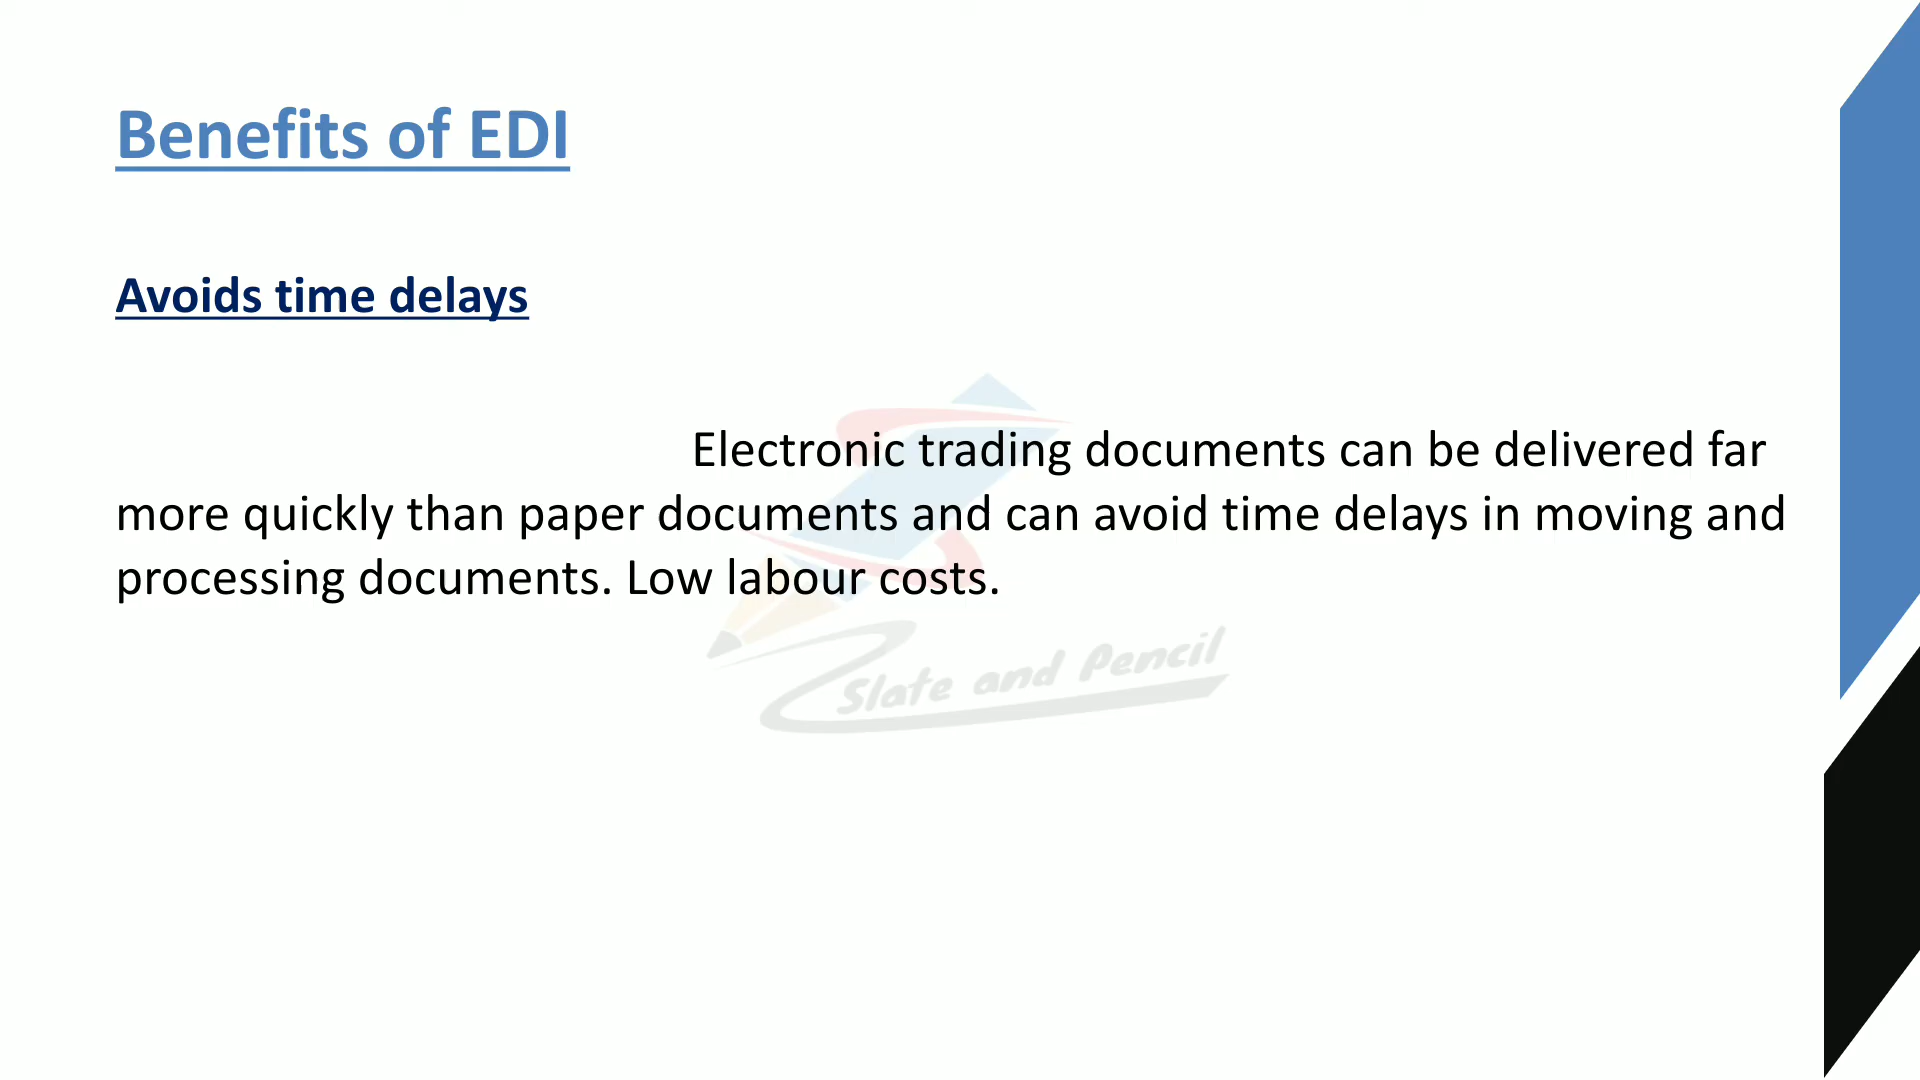 Benefits of EDI
Avoids time delays
Electronic trading documents can be delivered far
more quickly than paper documents and can avoid time delays in moving and
processing documents. Low labour costs.
Slate and Pencil